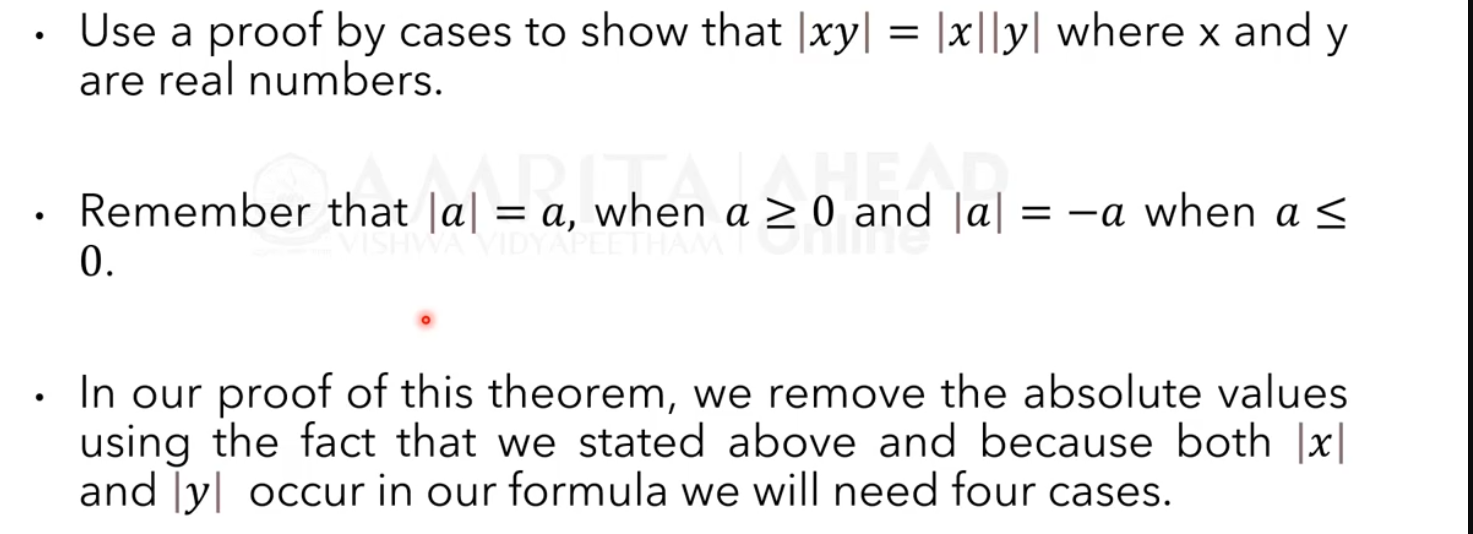 • Use a proof by cases to show that |xy| = |x||y| where x and y
are real numbers.
AMRITA | AHEAD
VISHWA VIDYAPEETHAM | Online
• Remember that |a| = a, when a ≥ 0 and |a| = −a when a ≤
0.
• In our proof of this theorem, we remove the absolute values
using the fact that we stated above and because both |x|
and |y| occur in our formula we will need four cases.